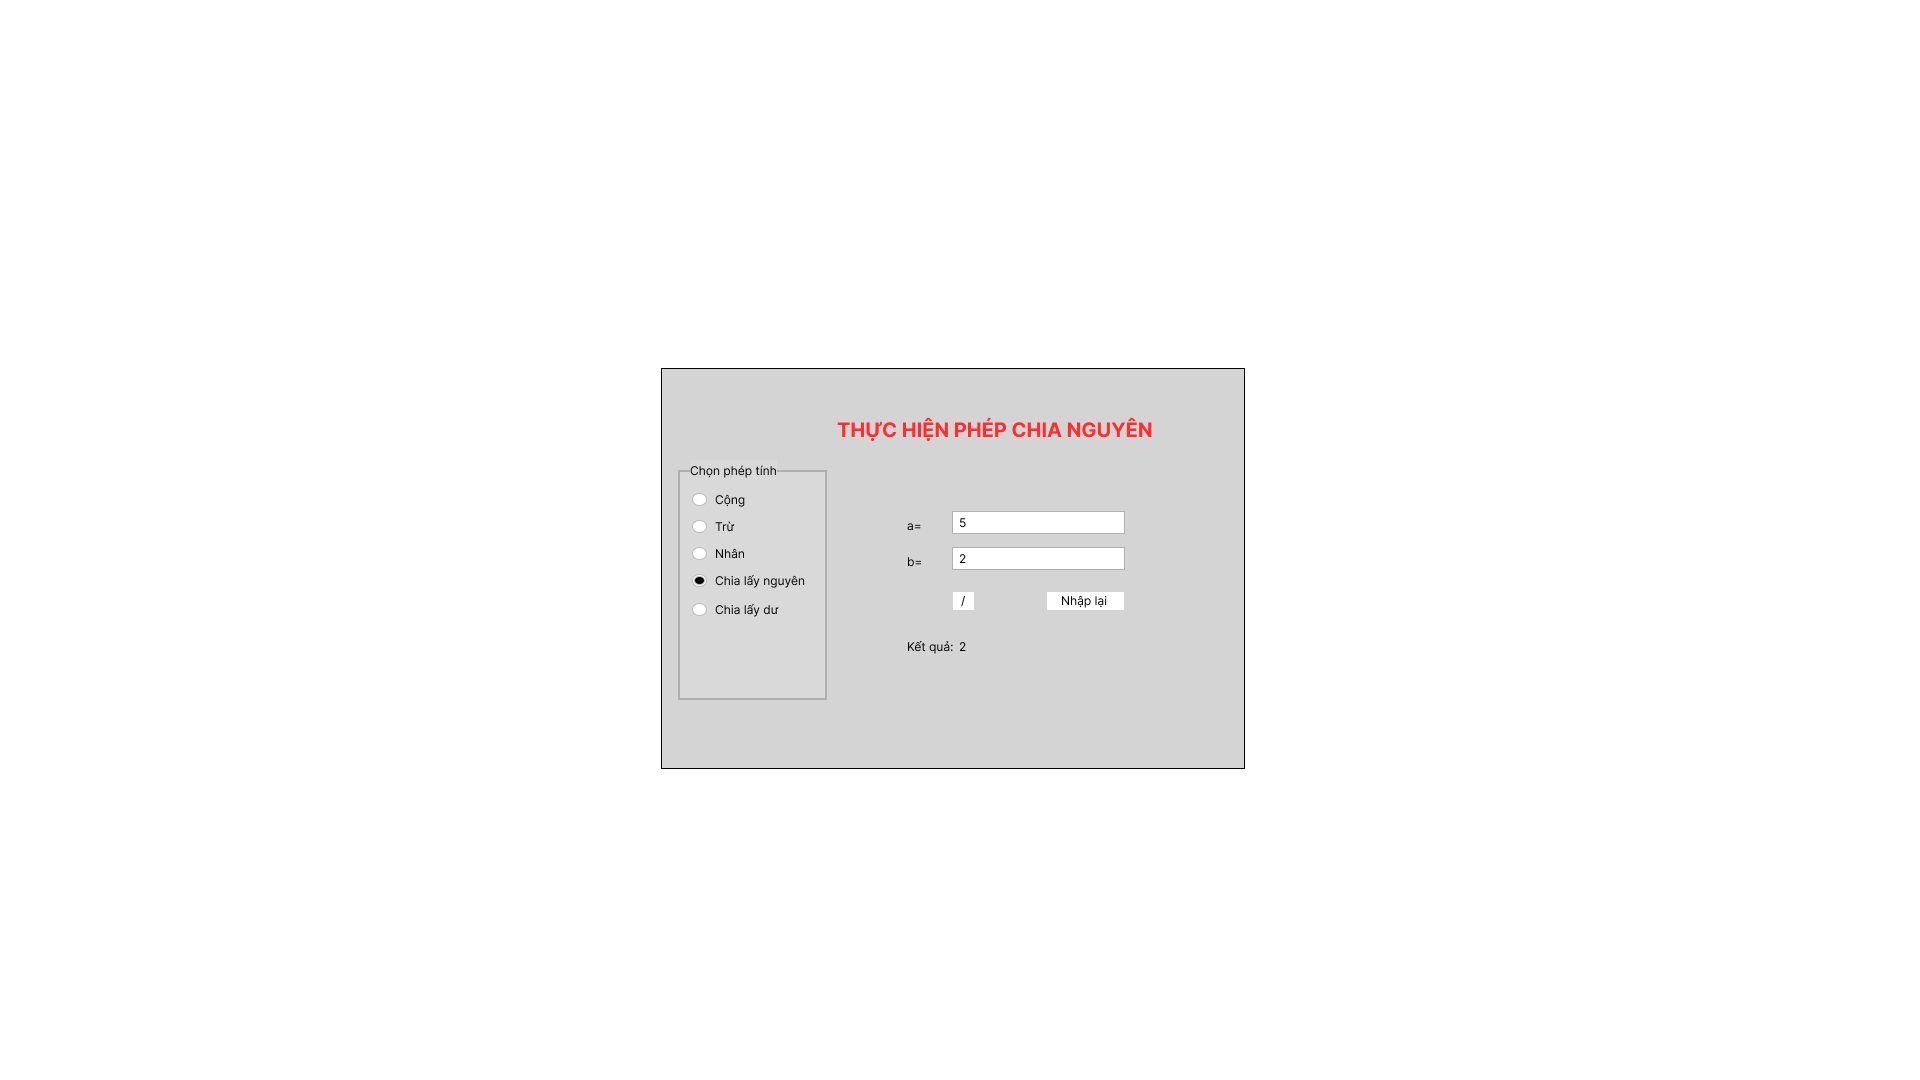 THỰC HIỆN PHÉP CHIA NGUYÊN
Chọn phép tính
Cộng
Trừ
Nhân
Chia lấy nguyên
Chia lấy dư
a= 5
b= 2
/ Nhập lại
Kết quả: 2